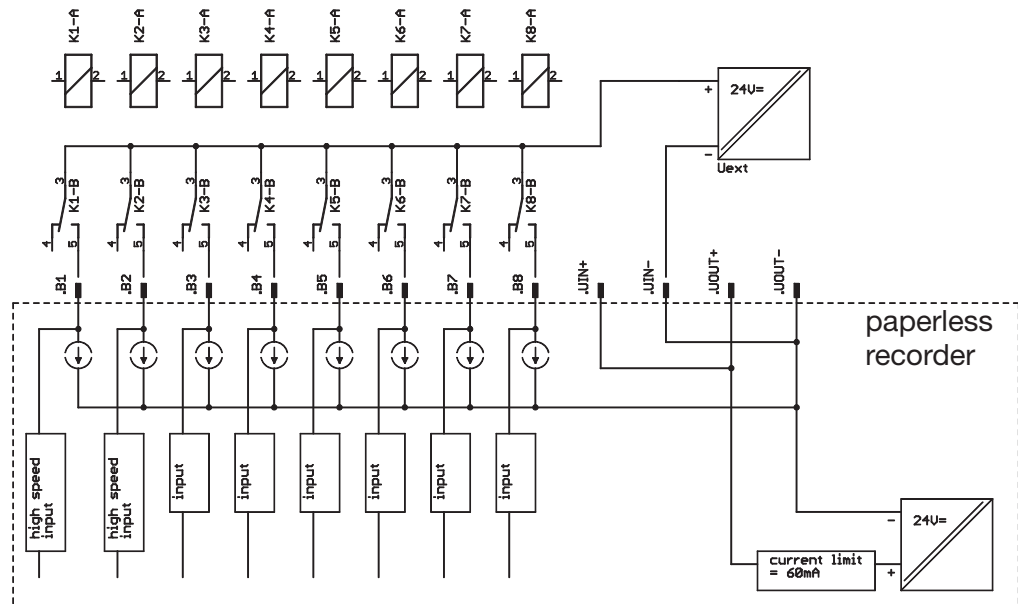 K1-A
K2-A
K3-A
K4-A
K5-A
K6-A
K7-A
K8-A
1 2 1 2 1 2 1 2 1 2 1 2 1 2 1 2
+ 24V=
-
Uext
3 3 3 3 3 3 3 3
K1-B
K2-B
K3-B
K4-B
K5-B
K6-B
K7-B
K8-B
4 5 4 5 4 5 4 5 4 5 4 5 4 5 4 5
.B1
.B2
.B3
.B4
.B5
.B6
.B7
.B8
.UIN+
.UIN-
.UOUT+
.UOUT-
paperless
recorder
high speed
input
high speed
input
input
input
input
input
input
input
- 24V=
current limit
= 60mA
+